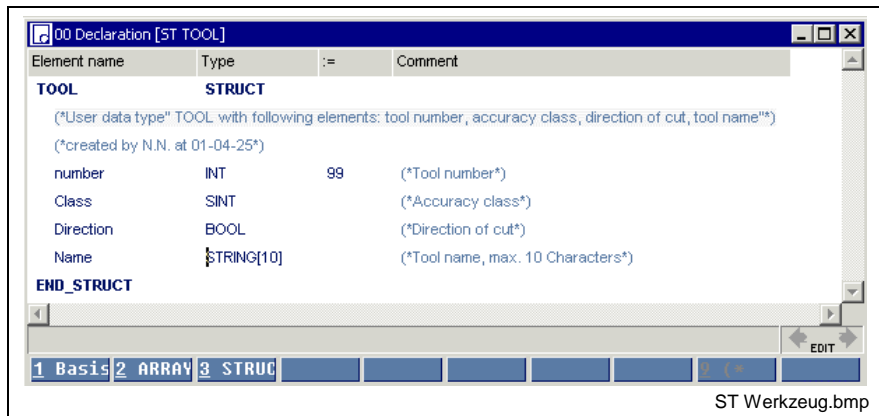 00 Declaration [ST TOOL]
Element name Type := Comment
TOOL STRUCT
(*User data type" TOOL with following elements: tool number, accuracy class, direction of cut, tool name"*)
(*created by N.N. at 01-04-25*)
number INT 99 (*Tool number*)
Class SINT (*Accuracy class*)
Direction BOOL (*Direction of cut*)
Name STRING[10] (*Tool name, max. 10 Characters*)
END_STRUCT
EDIT
1 Basis 2 ARRAY 3 STRUC 9 (*
ST Werkzeug.bmp